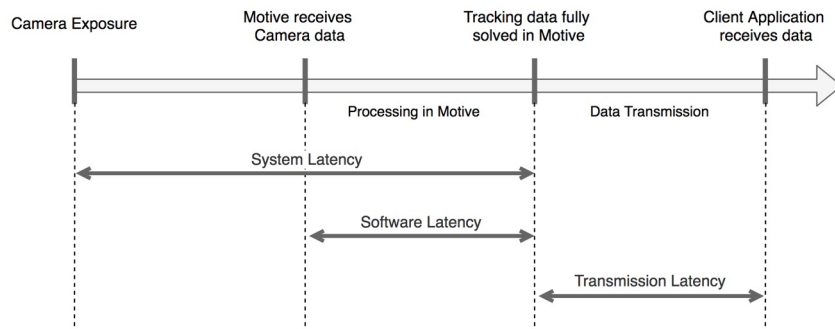 Camera Exposure
Motive receives
Camera data
Tracking data fully
solved in Motive
Client Application
receives data
Processing in Motive
Data Transmission
System Latency
Software Latency
Transmission Latency